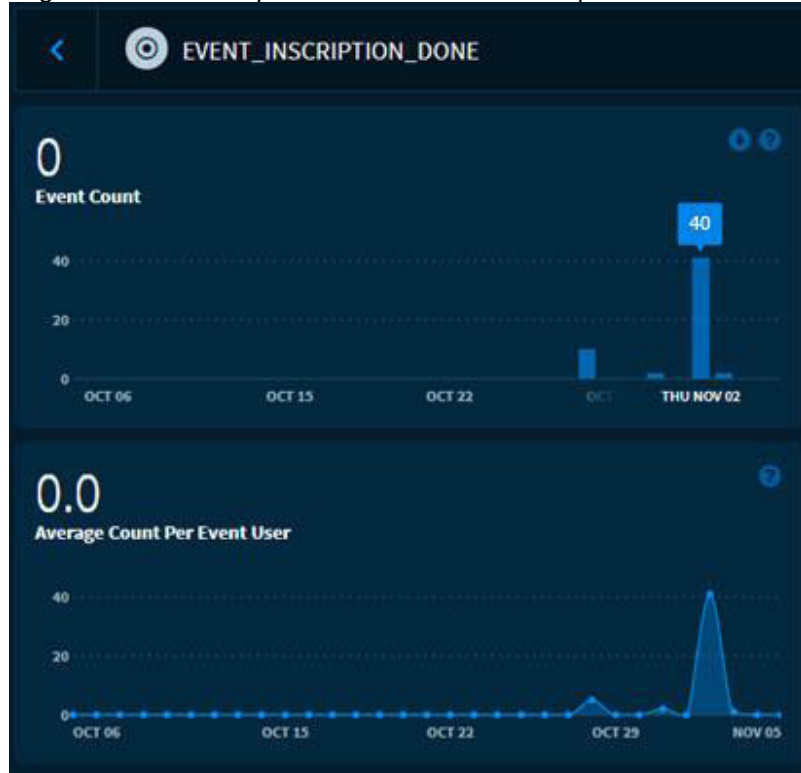 EVENT_INSCRIPTION_DONE
0
Event Count
40
40
20
0
OCT 06 OCT 15 OCT 22 OCT THU NOV 02
0.0
Average Count Per Event User
40
20
0
OCT 06 OCT 15 OCT 22 OCT 29 NOV 05